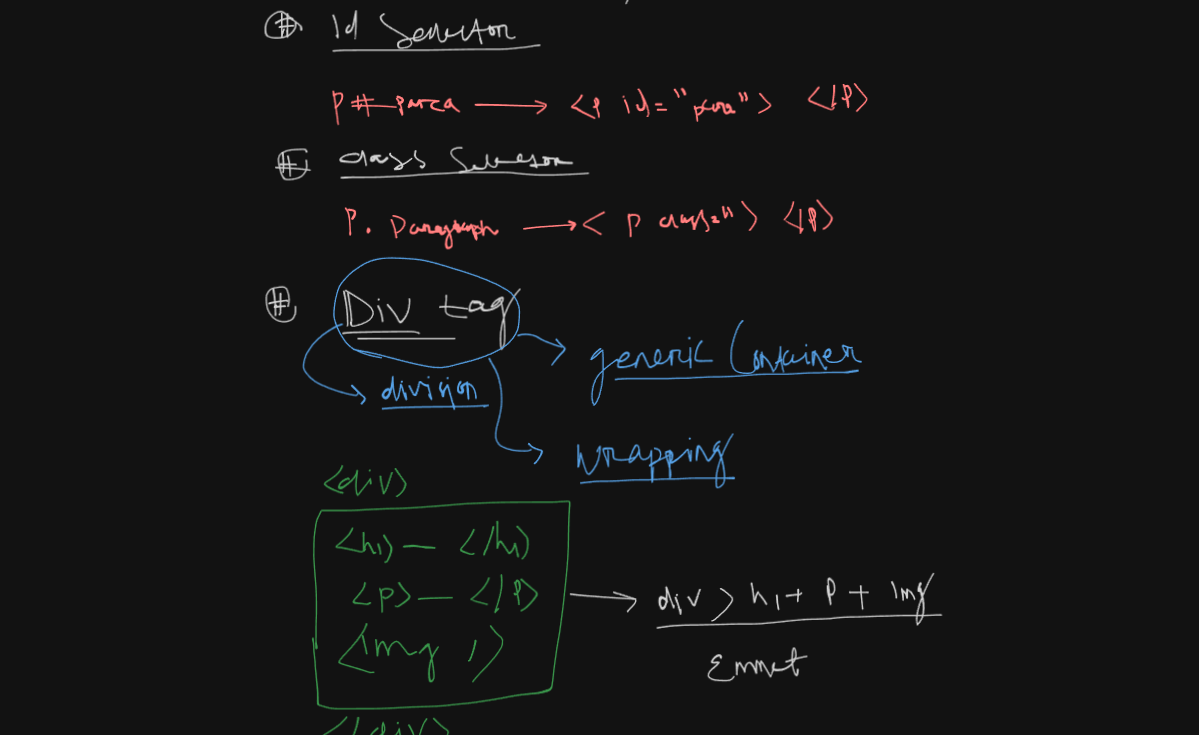 # Id Selector
p#para → <p id="para"> </p>
# class Selector
P. Paragraph → < p class="" > </p>
# Div tag
generic Container
division
Wrapping
<div>
<h1> — </h1>
<p> — </p>
<img />
div > h1 + p + img
Emmet
</div>